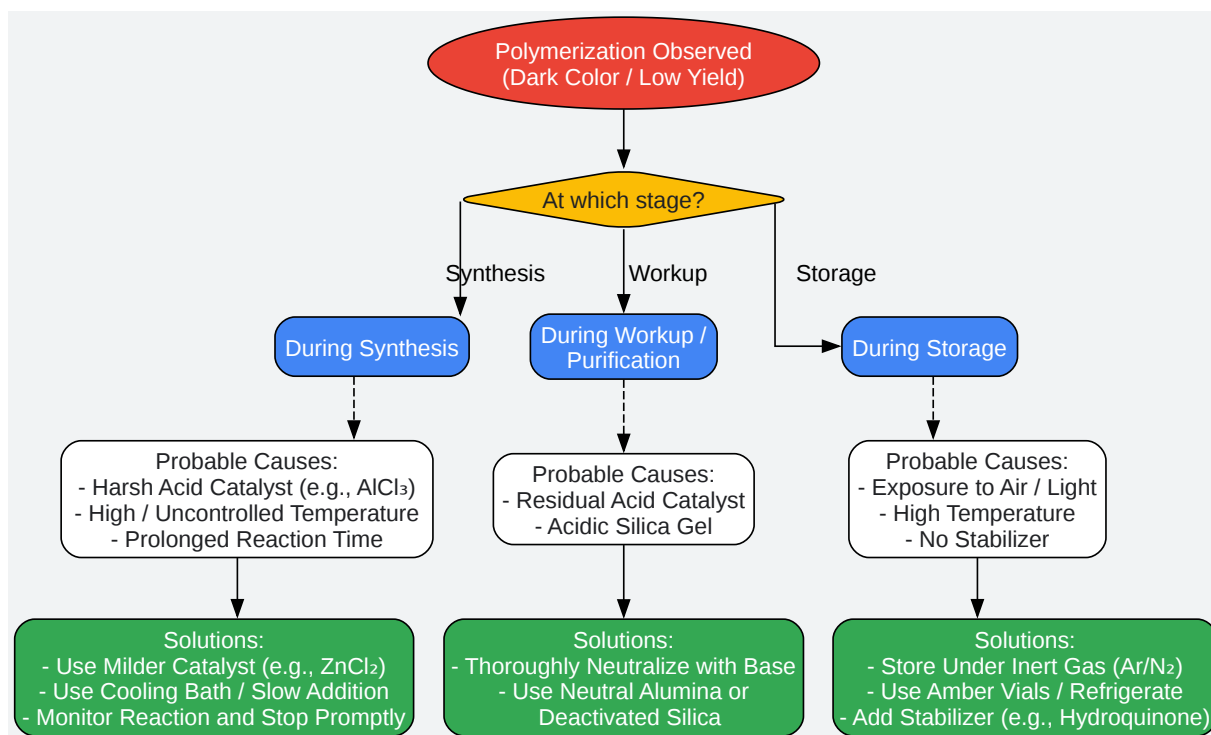 Polymerization Observed
(Dark Color / Low Yield)
At which stage?
Synthesis
Workup
Storage
During Synthesis
During Workup /
Purification
During Storage
Probable Causes:
- Harsh Acid Catalyst (e.g., AlCl₃)
- High / Uncontrolled Temperature
- Prolonged Reaction Time
Probable Causes:
- Residual Acid Catalyst
- Acidic Silica Gel
Probable Causes:
- Exposure to Air / Light
- High Temperature
- No Stabilizer
Solutions:
- Use Milder Catalyst (e.g., ZnCl₂)
- Use Cooling Bath / Slow Addition
- Monitor Reaction and Stop Promptly
Solutions:
- Thoroughly Neutralize with Base
- Use Neutral Alumina or
Deactivated Silica
Solutions:
- Store Under Inert Gas (Ar/N₂)
- Use Amber Vials / Refrigerate
- Add Stabilizer (e.g., Hydroquinone)